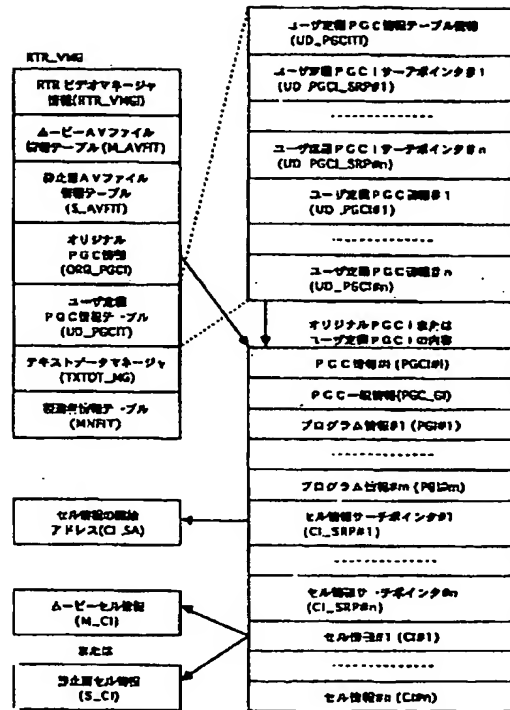 RTR_VMG
RTRビデオマネージャ
情報(RTR_VMGI)
ムービーAVファイル
情報テーブル(M_AVFIT)
静止画AVファイル
情報テーブル
(S_AVFIT)
オリジナル
PGC情報
(ORG_PGCI)
ユーザ定義
PGC情報テーブル
(UD_PGCIT)
テキストデータマネージャ
(TXTDT_MG)
情報テーブル
(MNFIT)
セル情報の開始
アドレス(CI_SA)
ムービーセル情報
(M_CI)
または
静止画セル情報
(S_CI)
ユーザ定義PGC情報テーブル情報
(UD_PGCITI)
ユーザ定義PGCIサーチポインタ#1
(UD_PGCI_SRP#1)
ユーザ定義PGCIサーチポインタ#n
(UD_PGCI_SRP#n)
ユーザ定義PGC情報#1
(UD_PGCI#1)
ユーザ定義PGC情報#n
(UD_PGCI#n)
オリジナルPGCIまたは
ユーザ定義PGCIの内容
PGC情報#i (PGCI#i)
PGC一般情報(PGC_GI)
プログラム情報#1 (PGI#1)
プログラム情報#m (PGI#m)
セル情報サーチポインタ#1
(CI_SRP#1)
セル情報サーチポインタ#n
(CI_SRP#n)
セル情報#1 (CI#1)
セル情報#n (CI#n)